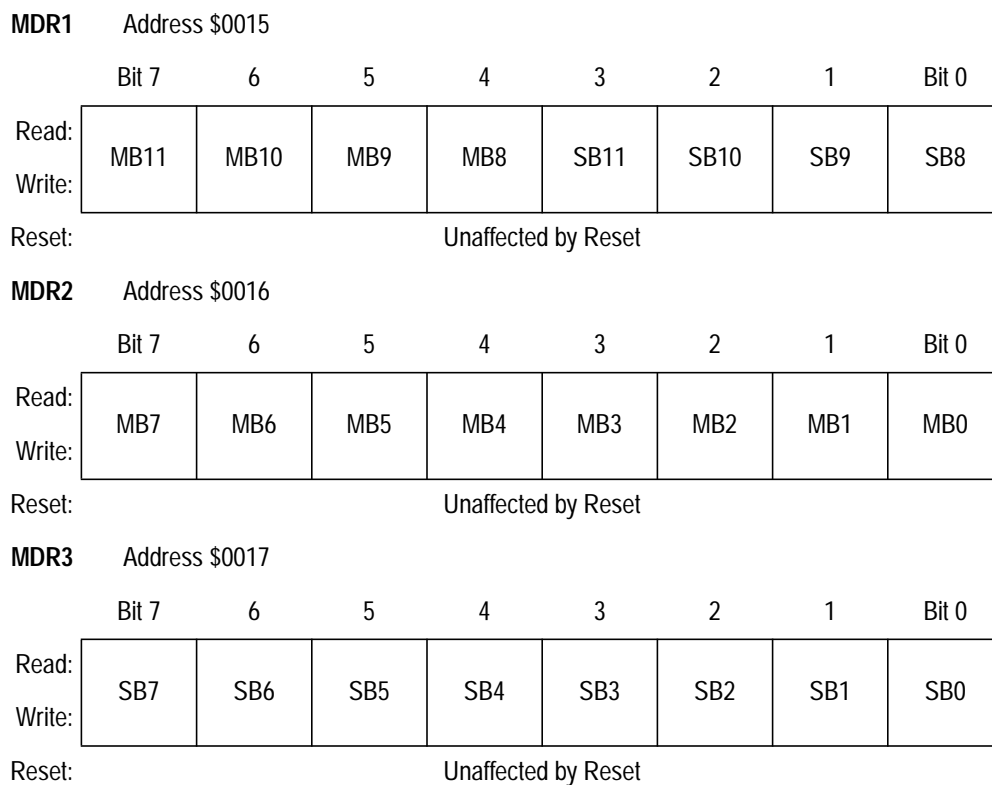 MDR1 Address $0015
Bit 7 6 5 4 3 2 1 Bit 0
Read:
MB11 MB10 MB9 MB8 SB11 SB10 SB9 SB8
Write:
Reset: Unaffected by Reset
MDR2 Address $0016
Bit 7 6 5 4 3 2 1 Bit 0
Read:
MB7 MB6 MB5 MB4 MB3 MB2 MB1 MB0
Write:
Reset: Unaffected by Reset
MDR3 Address $0017
Bit 7 6 5 4 3 2 1 Bit 0
Read:
SB7 SB6 SB5 SB4 SB3 SB2 SB1 SB0
Write:
Reset: Unaffected by Reset